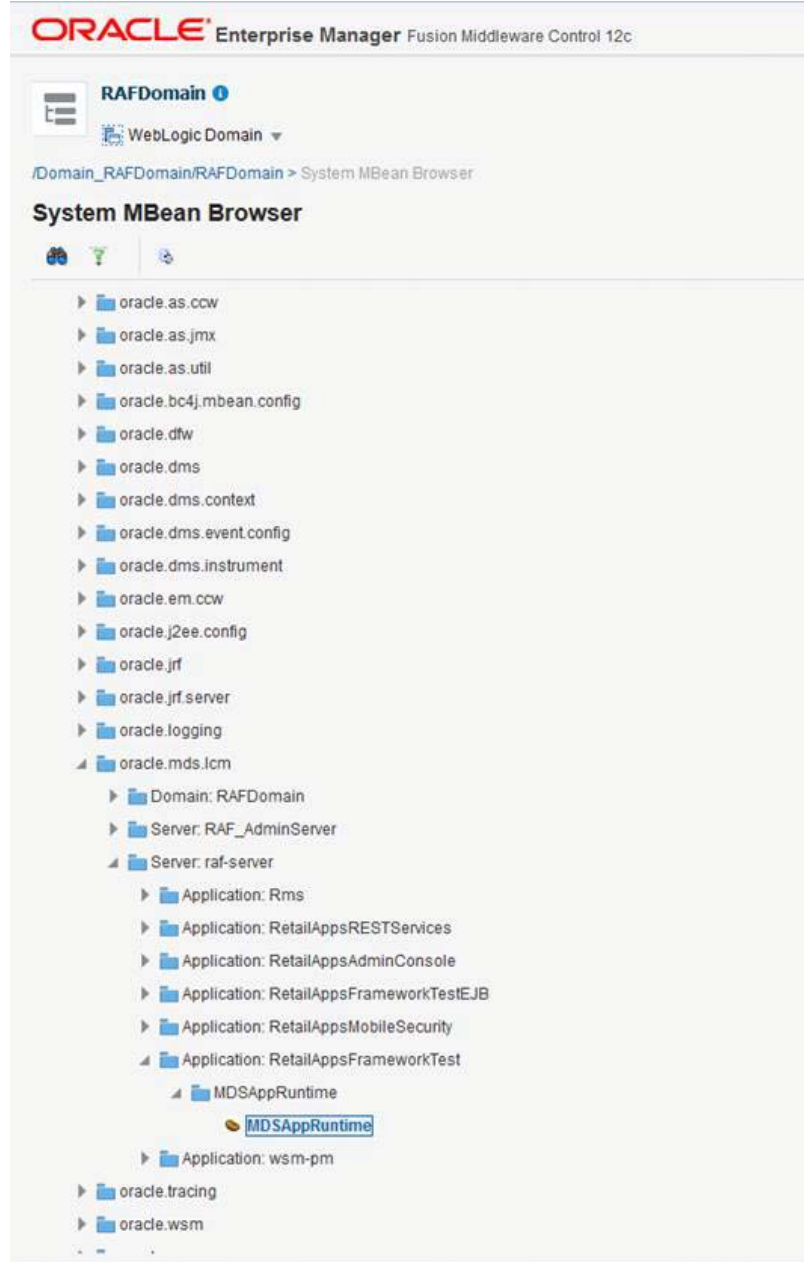 ORACLE Enterprise Manager Fusion Middleware Control 12c
RAFDomain
WebLogic Domain
/Domain_RAFDomain/RAFDomain > System MBean Browser
System MBean Browser
oracle.as.ccw
oracle.as.jmx
oracle.as.util
oracle.bc4j.mbean.config
oracle.dfw
oracle.dms
oracle.dms.context
oracle.dms.event.config
oracle.dms.instrument
oracle.em.ccw
oracle.j2ee.config
oracle.jrf
oracle.jrf.server
oracle.logging
oracle.mds.lcm
Domain: RAFDomain
Server: RAF_AdminServer
Server: raf-server
Application: Rms
Application: RetailAppsRESTServices
Application: RetailAppsAdminConsole
Application: RetailAppsFrameworkTestEJB
Application: RetailAppsMobileSecurity
Application: RetailAppsFrameworkTest
MDSAppRuntime
MDSAppRuntime
Application: wsm-pm
oracle.tracing
oracle.wsm